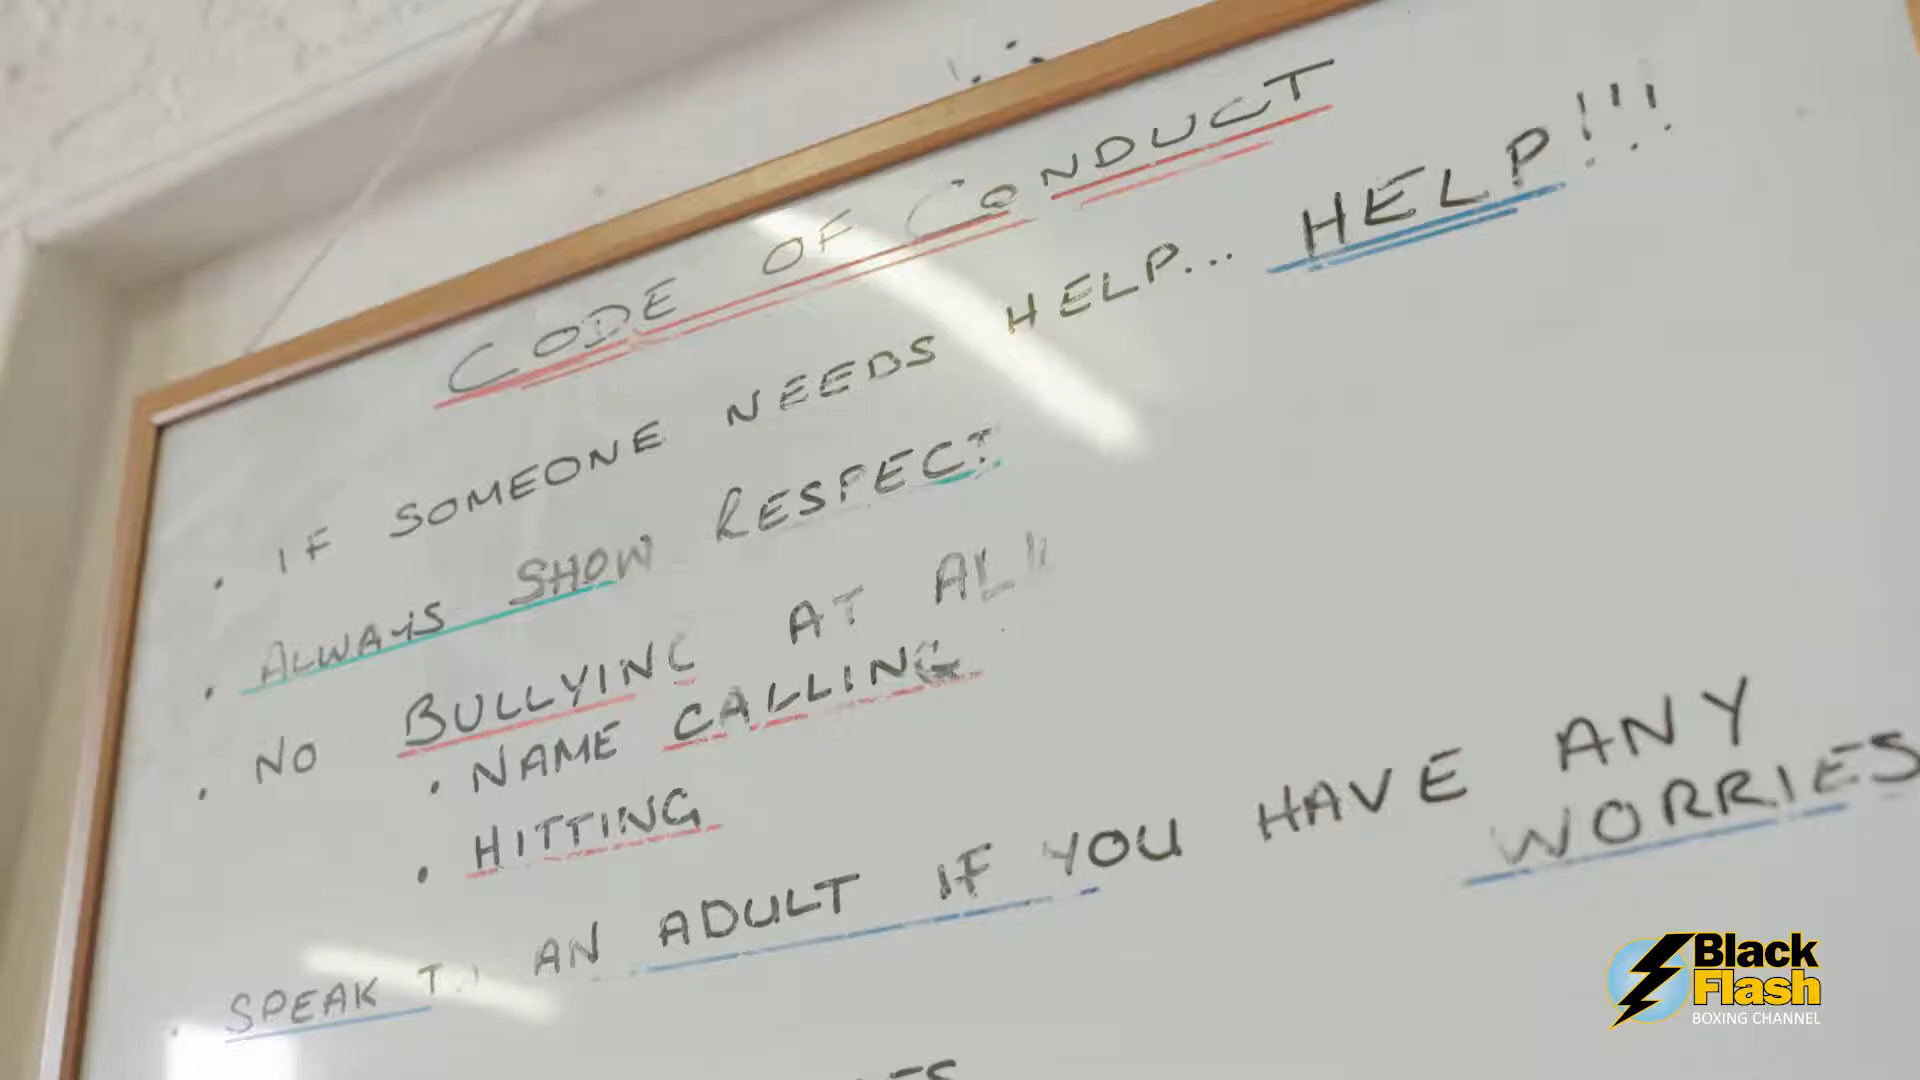 CODE OF CONDUCT
• IF SOMEONE NEEDS HELP... HELP!!!
• ALWAYS SHOW RESPECT
• NO BULLYING AT ALL
• NAME CALLING
• HITTING
• SPEAK TO AN ADULT IF YOU HAVE ANY
WORRIES
Black
Flash
BOXING CHANNEL